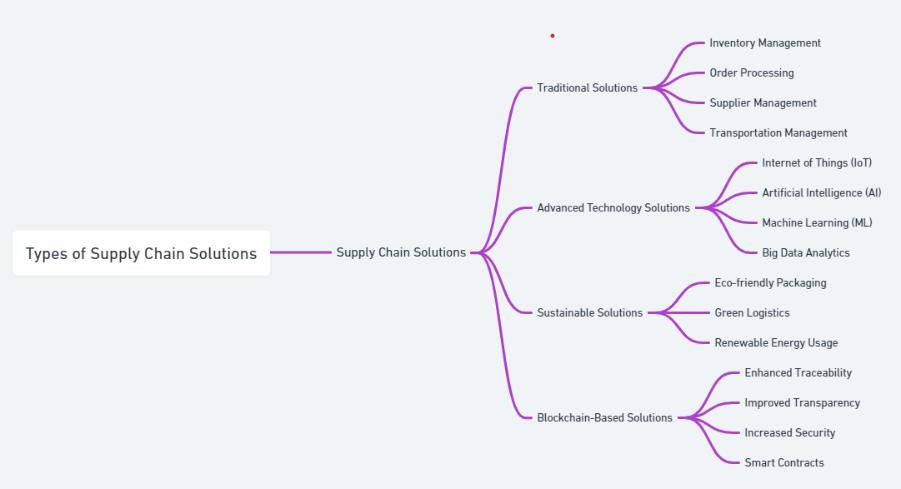 Types of Supply Chain Solutions
Supply Chain Solutions
Traditional Solutions
Inventory Management
Order Processing
Supplier Management
Transportation Management
Advanced Technology Solutions
Internet of Things (IoT)
Artificial Intelligence (AI)
Machine Learning (ML)
Big Data Analytics
Sustainable Solutions
Eco-friendly Packaging
Green Logistics
Renewable Energy Usage
Blockchain-Based Solutions
Enhanced Traceability
Improved Transparency
Increased Security
Smart Contracts